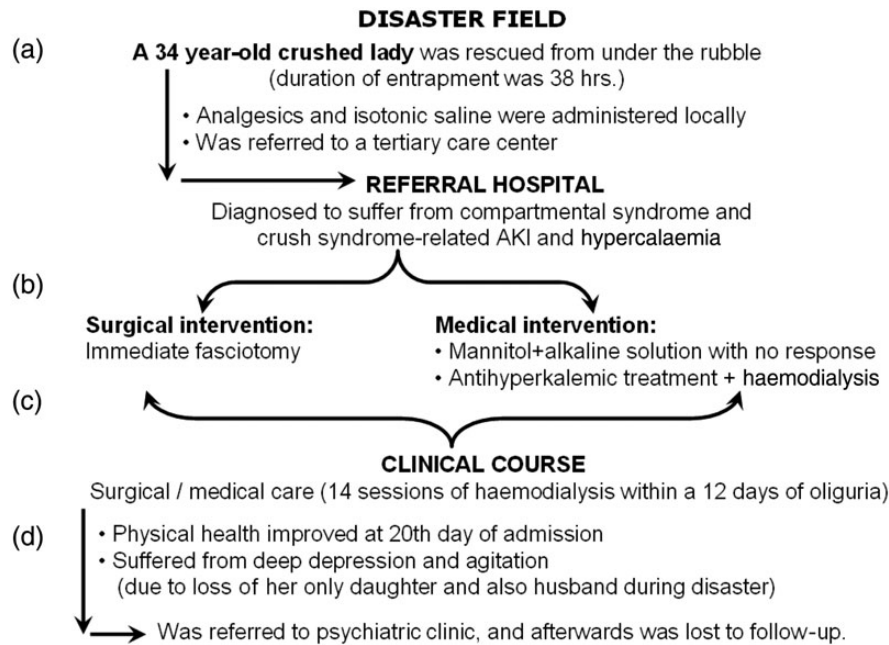 DISASTER FIELD
(a)
A 34 year-old crushed lady was rescued from under the rubble
(duration of entrapment was 38 hrs.)
• Analgesics and isotonic saline were administered locally
• Was referred to a tertiary care center
REFERRAL HOSPITAL
Diagnosed to suffer from compartmental syndrome and
crush syndrome-related AKI and hypercalaemia
(b)
Surgical intervention:
Immediate fasciotomy
Medical intervention:
• Mannitol+alkaline solution with no response
• Antihyperkalemic treatment + haemodialysis
(c)
CLINICAL COURSE
Surgical / medical care (14 sessions of haemodialysis within a 12 days of oliguria)
(d)
• Physical health improved at 20th day of admission
• Suffered from deep depression and agitation
(due to loss of her only daughter and also husband during disaster)
Was referred to psychiatric clinic, and afterwards was lost to follow-up.